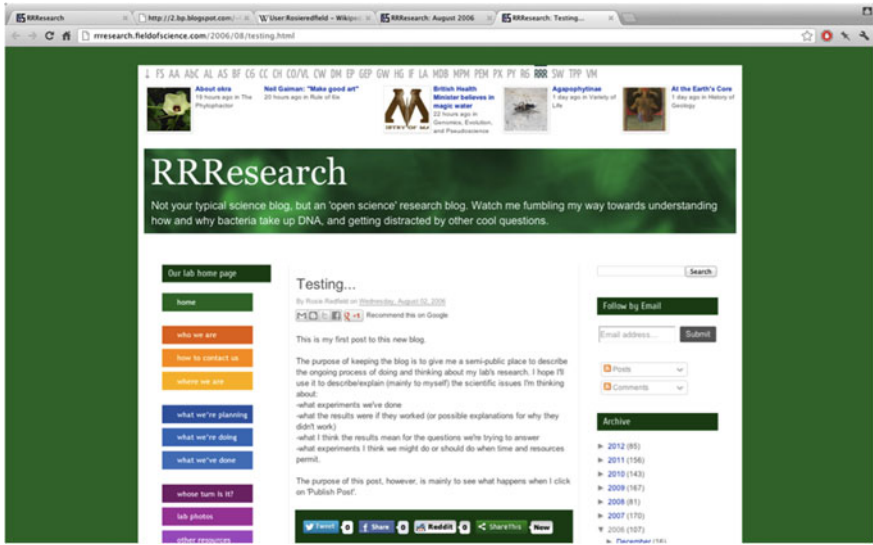 RRResearch
http://2.bp.blogspot.com/-
User:Rosieredfield - Wikiped
RRResearch: August 2006
RRResearch: Testing...
rrresearch.fieldofscience.com/2006/08/testing.html
↓ FS AA AbC AL AS BF C6 CC CH CO/VL CW DM EP GEP GW HG IF LA MDB MPM PEM PX PY RG RRR SW TPP VM
About okra
19 hours ago in The
Phytophactor
Neil Gaiman: "Make good art"
20 hours ago in Rule of 6ix
British Health
Minister believes in
magic water
22 hours ago in
Genomics, Evolution,
and Pseudoscience
Agapophytinae
1 day ago in Variety of
Life
At the Earth's Core
1 day ago in History of
Geology
RRResearch
Not your typical science blog, but an 'open science' research blog. Watch me fumbling my way towards understanding
how and why bacteria take up DNA, and getting distracted by other cool questions.
Our lab home page
home
who we are
how to contact us
where we are
what we're planning
what we're doing
what we've done
whose turn is it?
lab photos
other resources
Testing...
By Rosie Redfield on Wednesday, August 02, 2006
+1 Recommend this on Google
This is my first post to this new blog.
The purpose of keeping the blog is to give me a semi-public place to describe
the ongoing process of doing and thinking about my lab's research. I hope I'll
use it to describe/explain (mainly to myself) the scientific issues I'm thinking
about:
-what experiments we've done
-what the results were if they worked (or possible explanations for why they
didn't work)
-what I think the results mean for the questions we're trying to answer
-what experiments I think we might do or should do when time and resources
permit.
The purpose of this post, however, is mainly to see what happens when I click
on 'Publish Post'.
Tweet 0 Share 0 Reddit 0 ShareThis New
Search
Follow by Email
Email address... Submit
Posts
Comments
Archive
► 2012 (85)
► 2011 (156)
► 2010 (143)
► 2009 (167)
► 2008 (81)
► 2007 (170)
▼ 2006 (107)
► December (16)